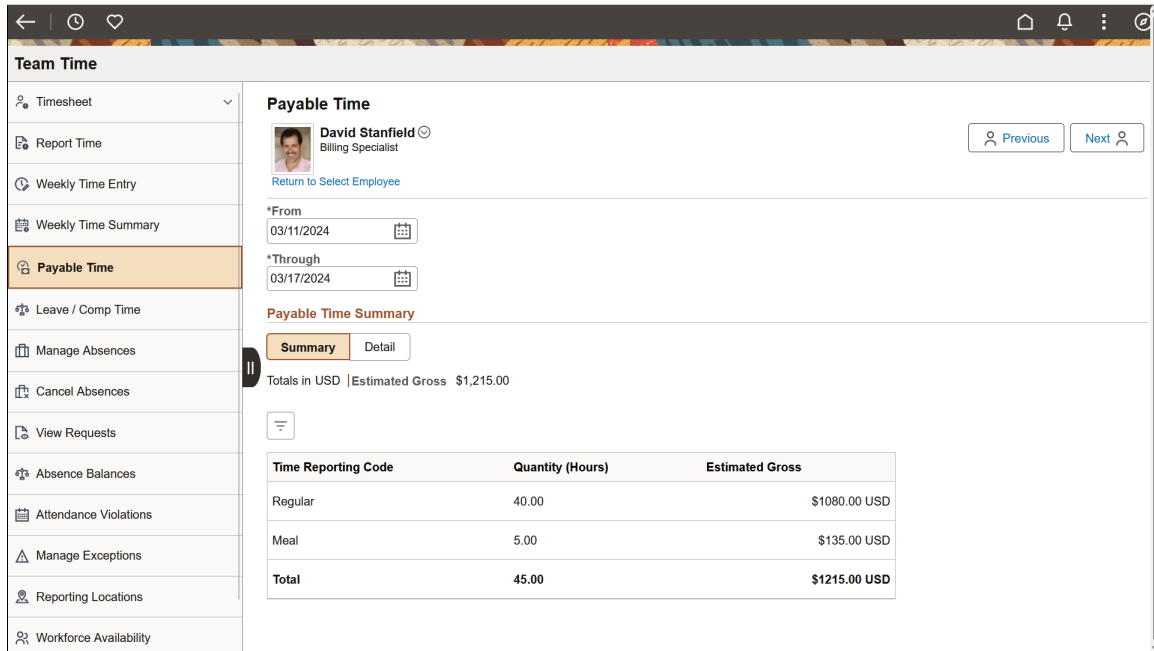 Team Time
Timesheet
Report Time
Weekly Time Entry
Weekly Time Summary
Payable Time
Leave / Comp Time
Manage Absences
Cancel Absences
View Requests
Absence Balances
Attendance Violations
Manage Exceptions
Reporting Locations
Workforce Availability
Payable Time
David Stanfield
Billing Specialist
Return to Select Employee
Previous
Next
*From
03/11/2024
*Through
03/17/2024
Payable Time Summary
Summary Detail
Totals in USD | Estimated Gross $1,215.00
Time Reporting Code Quantity (Hours) Estimated Gross
Regular 40.00 $1080.00 USD
Meal 5.00 $135.00 USD
Total 45.00 $1215.00 USD